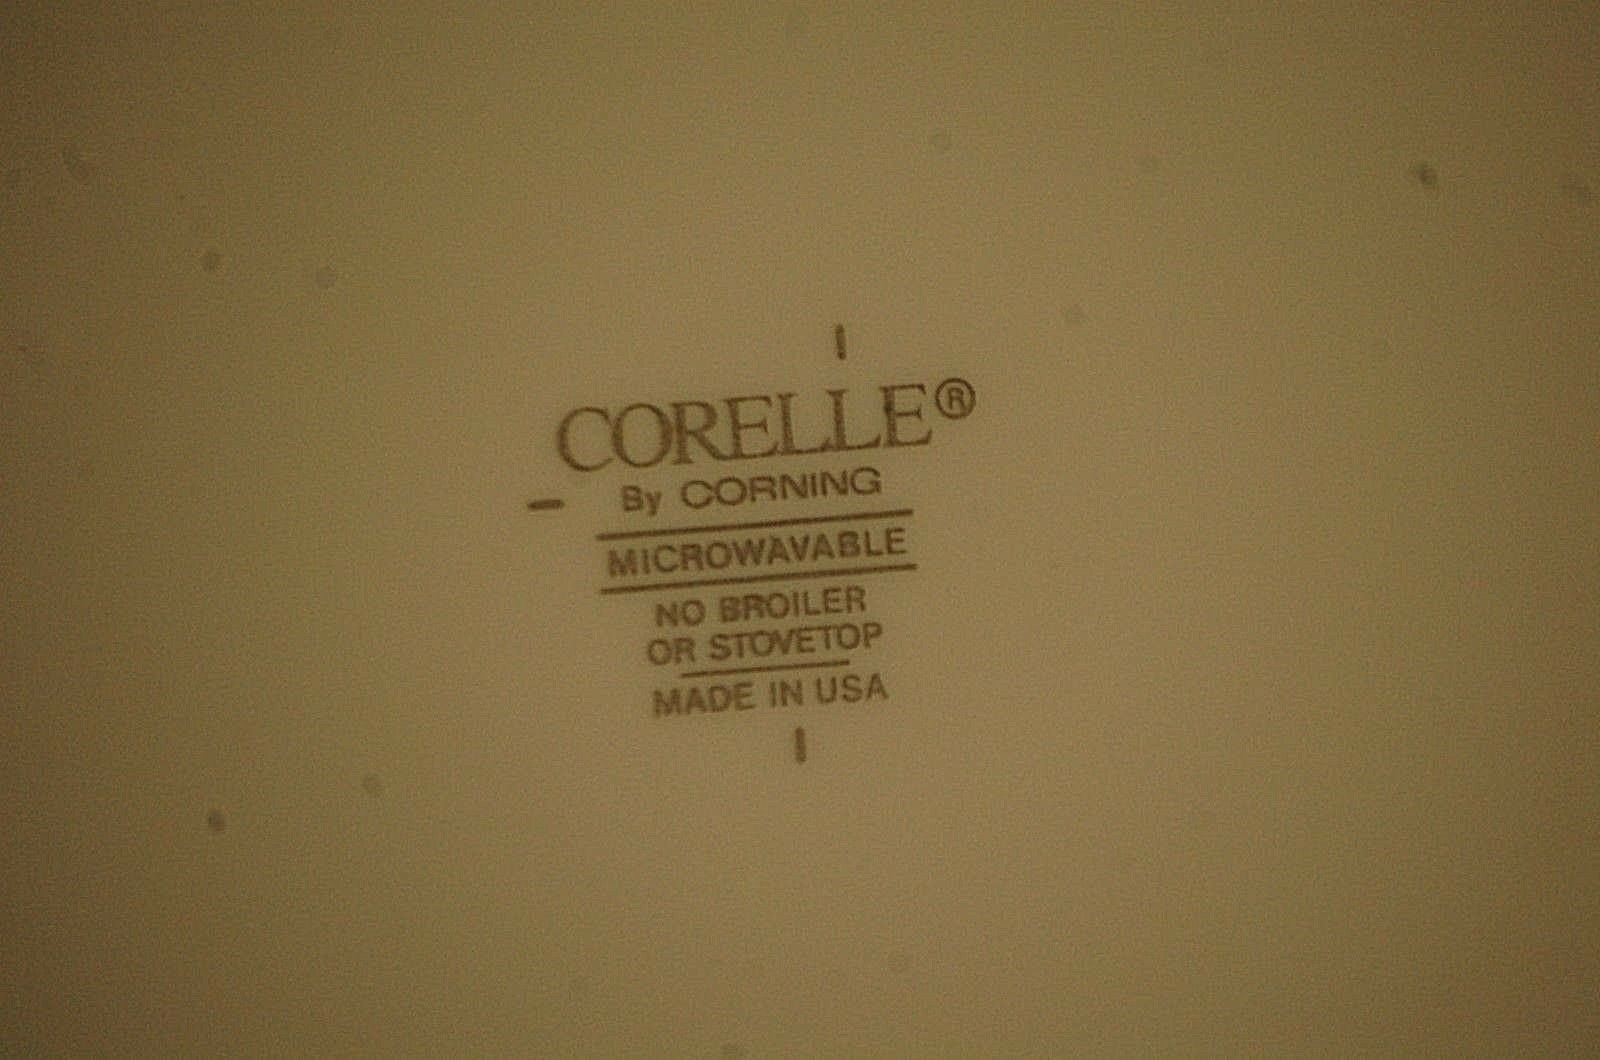 CORELLE®
By CORNING
MICROWAVABLE
NO BROILER
OR STOVETOP
MADE IN USA